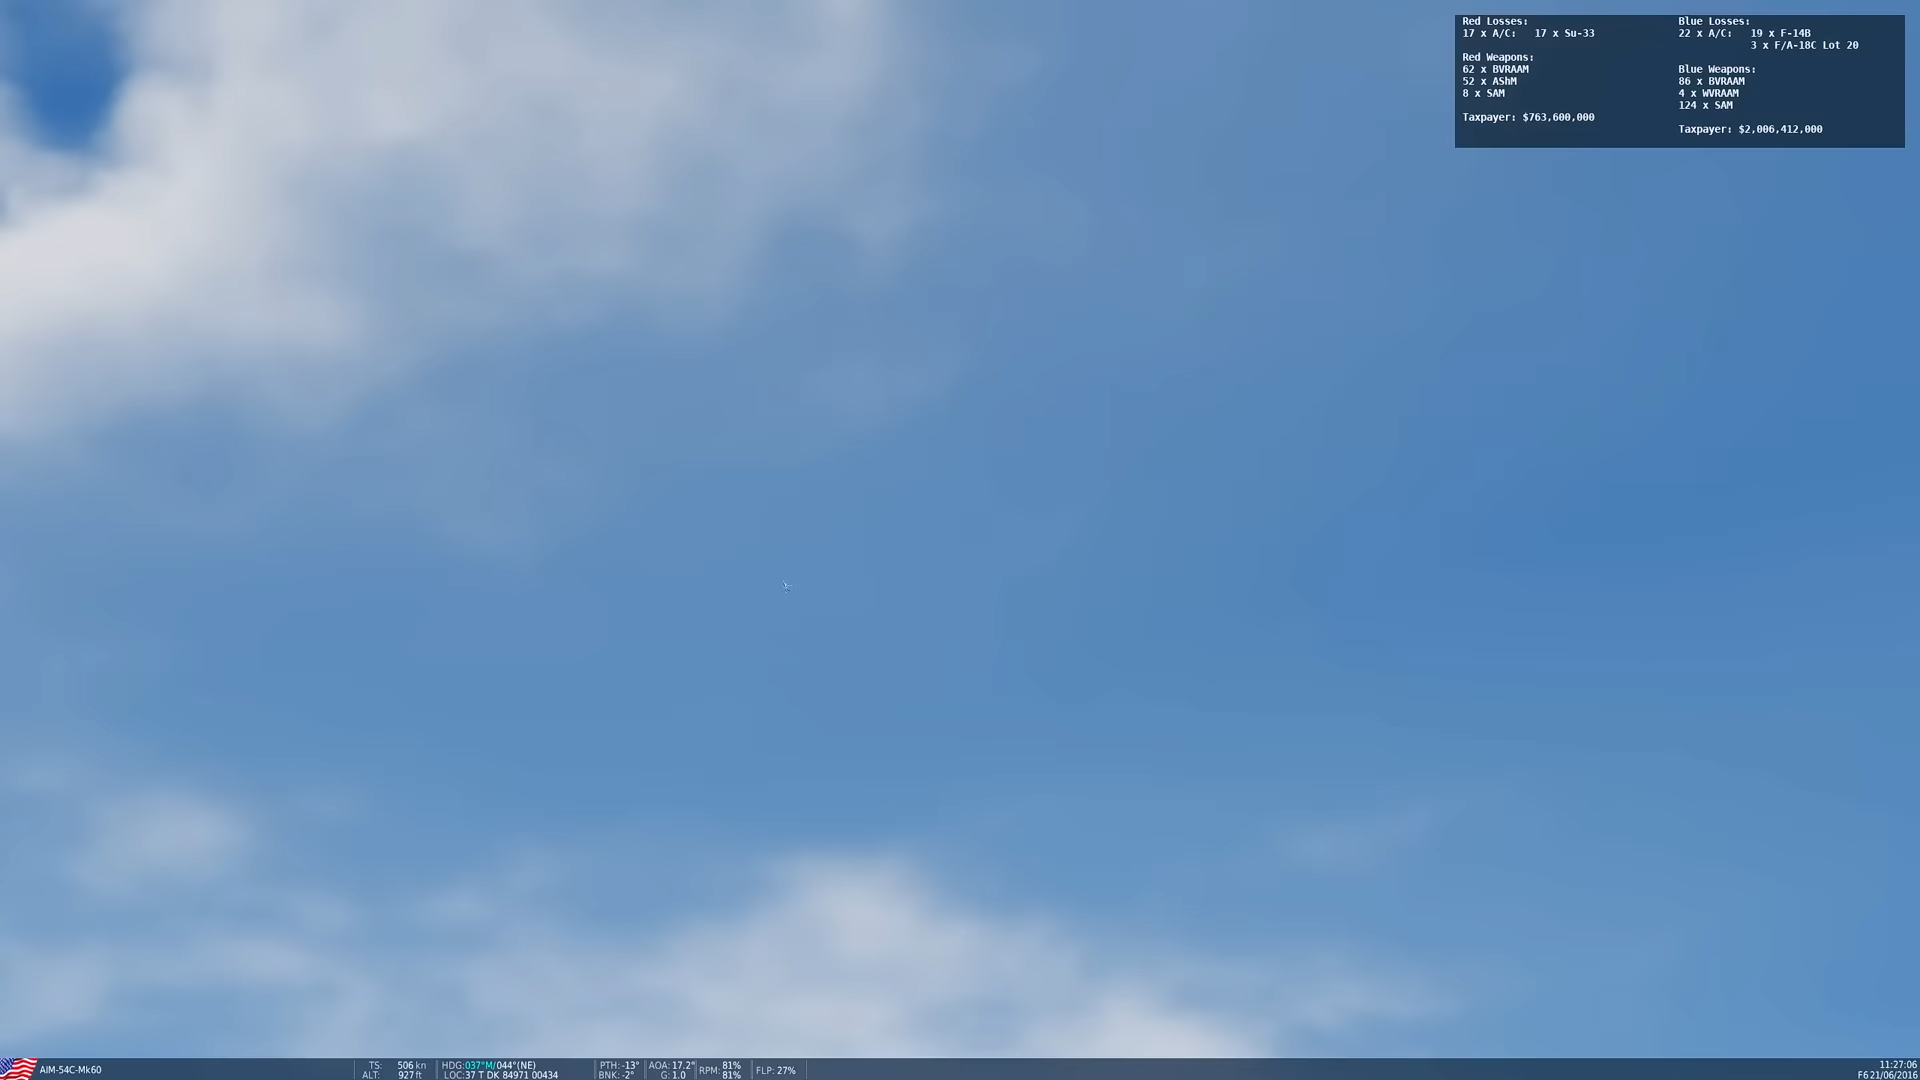 Red Losses:
17 x A/C: 17 x Su-33
Red Weapons:
62 x BVRAAM
52 x AShM
8 x SAM
Taxpayer: $763,600,000
Blue Losses:
22 x A/C: 19 x F-14B
3 x F/A-18C Lot 20
Blue Weapons:
86 x BVRAAM
4 x WVRAAM
124 x SAM
Taxpayer: $2,006,412,000
AIM-54C-Mk60
TS: 506 kn
ALT: 927 ft
HDG:037°M/044°(NE)
LOC:37 T DK 84971 00434
PTH: -13°
BNK: -2°
AOA: 17.2°
G: 1.0
RPM: 81%
81%
FLP: 27%
11:27:06
F6 21/06/2016